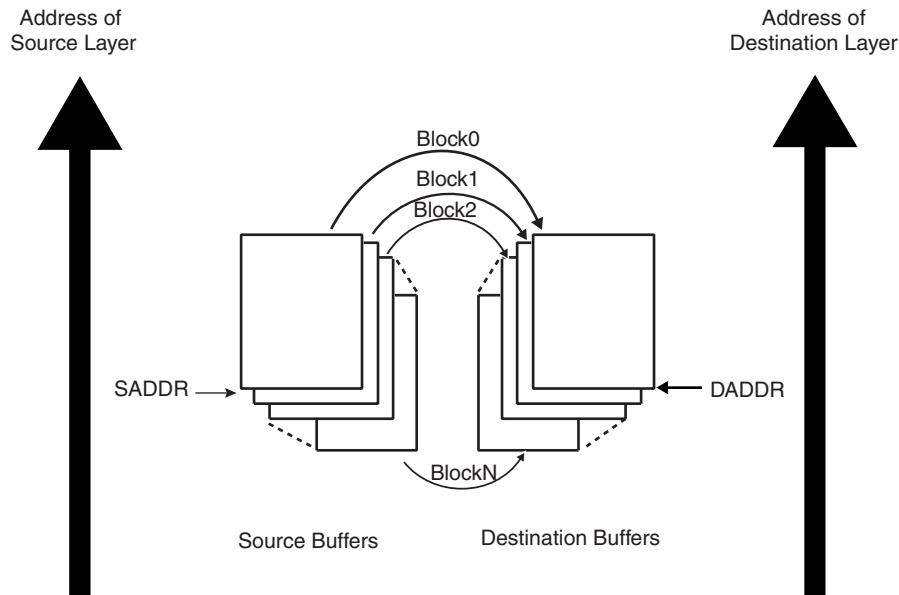 Address of
Source Layer
Address of
Destination Layer
Block0
Block1
Block2
SADDR
DADDR
BlockN
Source Buffers
Destination Buffers